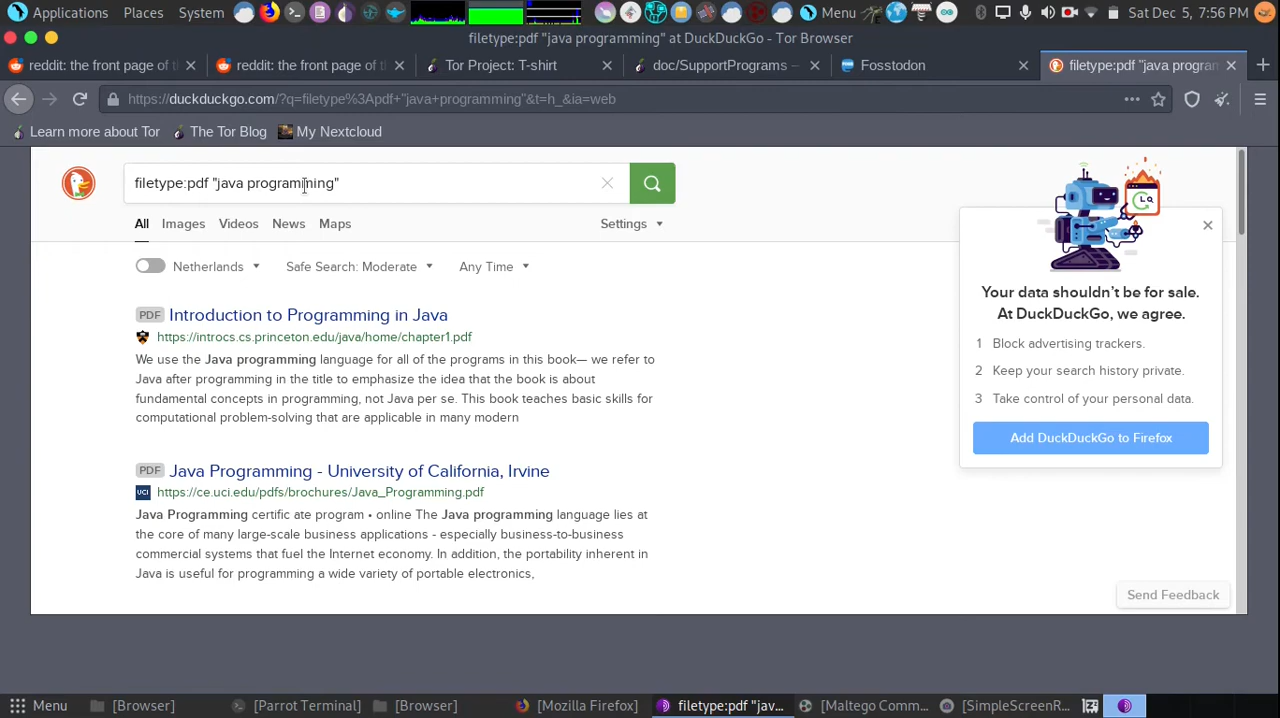 Applications Places System Menu Sat Dec 5, 7:56 PM
filetype:pdf "java programming" at DuckDuckGo - Tor Browser
reddit: the front page of t reddit: the front page of t Tor Project: T-shirt doc/SupportPrograms – Fosstodon filetype:pdf "java program
https://duckduckgo.com/?q=filetype%3Apdf+"java+programming"&t=h_&ia=web
Learn more about Tor The Tor Blog My Nextcloud
filetype:pdf "java programming"
All Images Videos News Maps Settings
Netherlands Safe Search: Moderate Any Time
PDF Introduction to Programming in Java
https://introcs.cs.princeton.edu/java/home/chapter1.pdf
We use the Java programming language for all of the programs in this book— we refer to
Java after programming in the title to emphasize the idea that the book is about
fundamental concepts in programming, not Java per se. This book teaches basic skills for
computational problem-solving that are applicable in many modern
PDF Java Programming - University of California, Irvine
UCI https://ce.uci.edu/pdfs/brochures/Java_Programming.pdf
Java Programming certific ate program • online The Java programming language lies at
the core of many large-scale business applications - especially business-to-business
commercial systems that fuel the Internet economy. In addition, the portability inherent in
Java is useful for programming a wide variety of portable electronics,
Your data shouldn't be for sale.
At DuckDuckGo, we agree.
1 Block advertising trackers.
2 Keep your search history private.
3 Take control of your personal data.
Add DuckDuckGo to Firefox
Send Feedback
Menu [Browser] [Parrot Terminal] [Browser] [Mozilla Firefox] filetype:pdf "jav... [Maltego Comm... [SimpleScreenR...